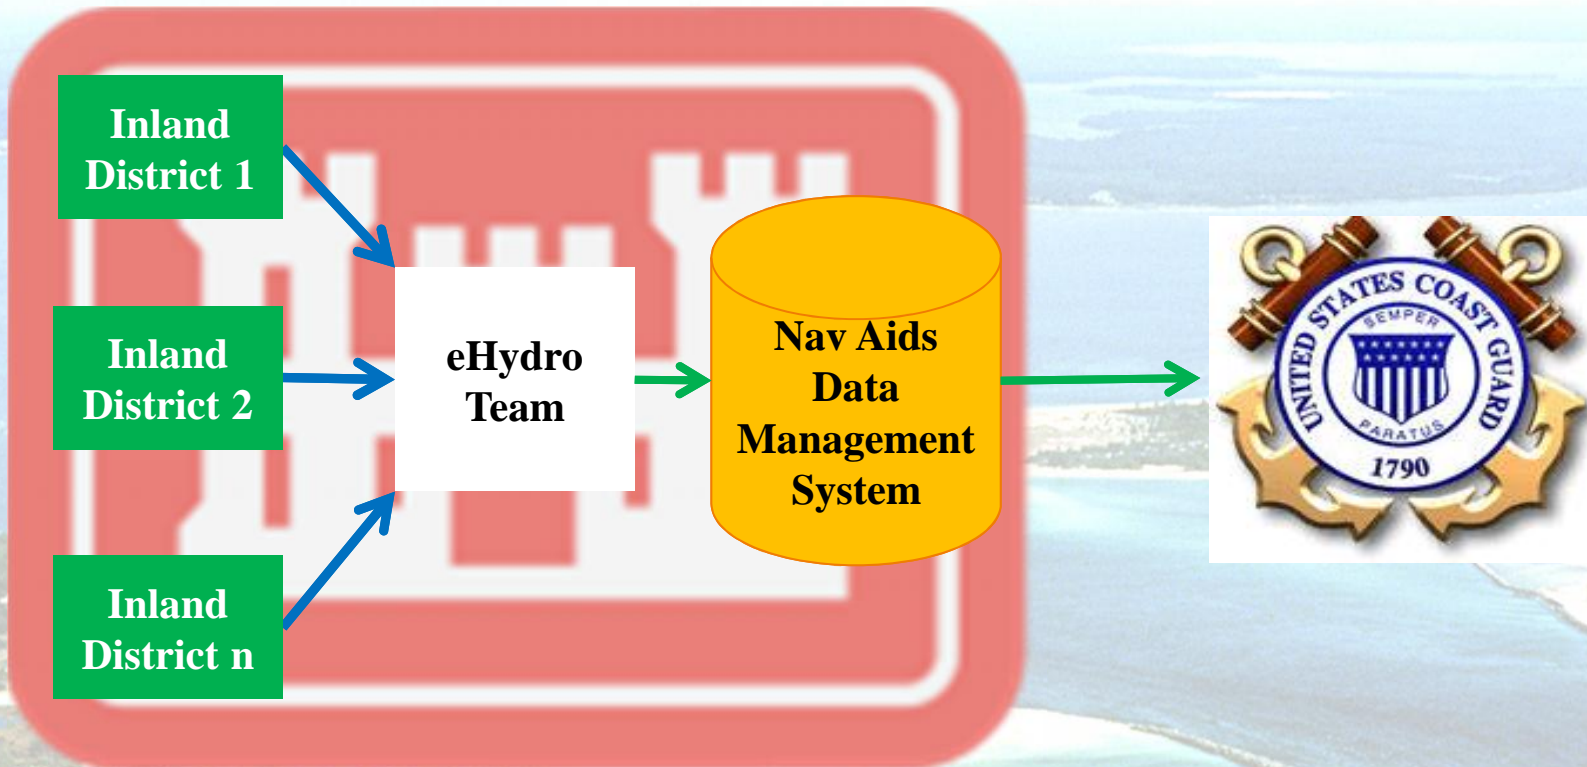 Inland
District 1
Inland
District 2
Inland
District n
eHydro
Team
Nav Aids
Data
Management
System
UNITED STATES COAST GUARD
SEMPER
PARATUS
1790